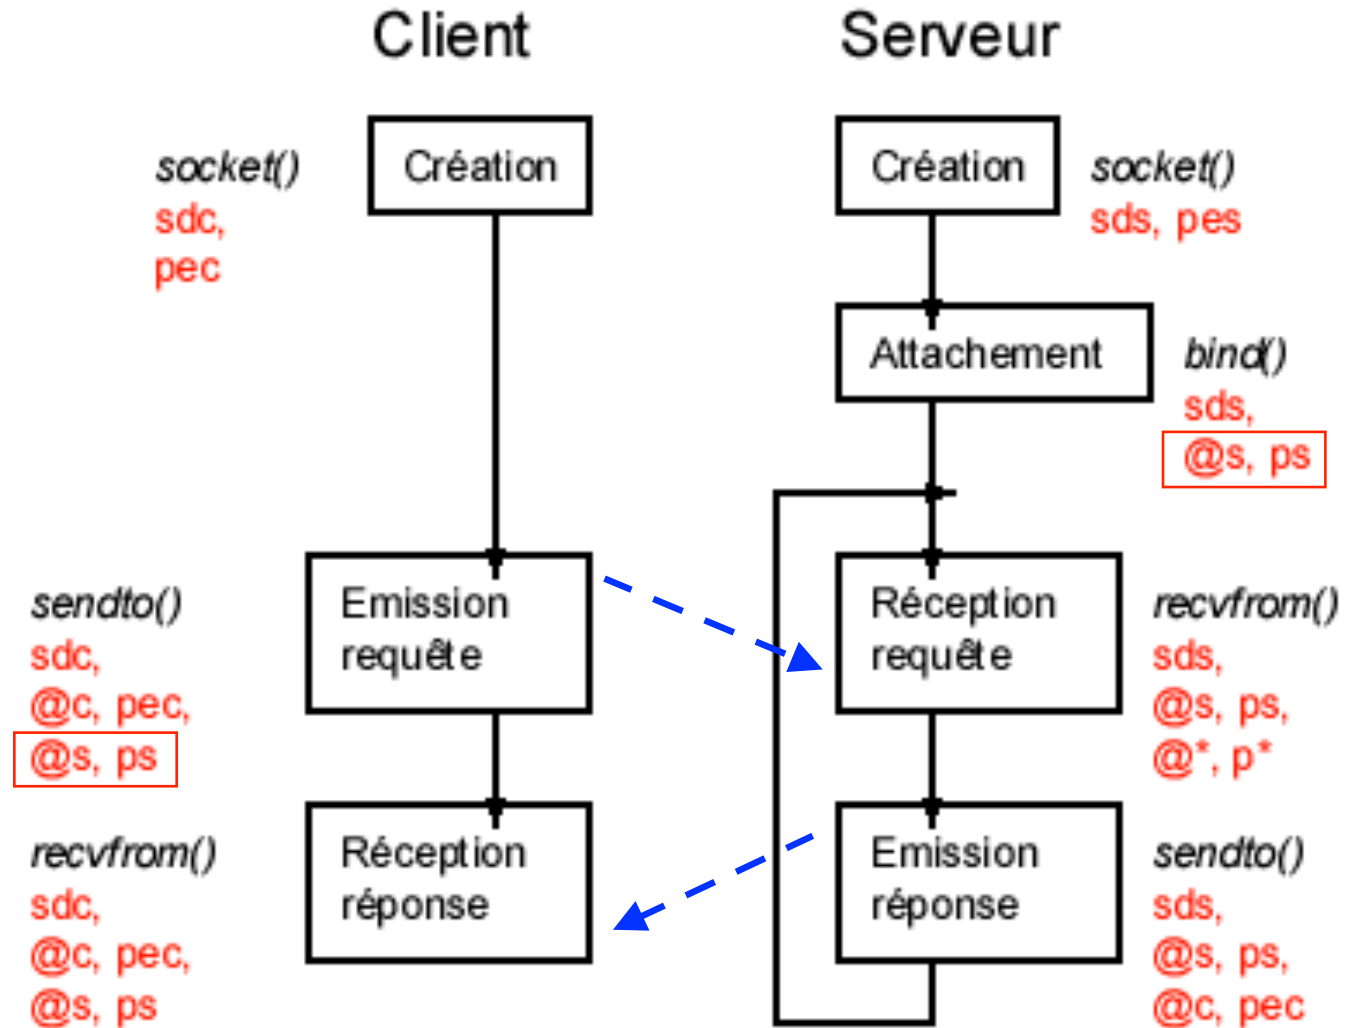 Client
Serveur
socket()
sdc,
pec
Création
Création
socket()
sds, pes
Attachement
bind()
sds,
@s, ps
sendto()
sdc,
@c, pec,
@s, ps
Emission
requête
Réception
requête
recvfrom()
sds,
@s, ps,
@*, p*
recvfrom()
sdc,
@c, pec,
@s, ps
Réception
réponse
Emission
réponse
sendto()
sds,
@s, ps,
@c, pec